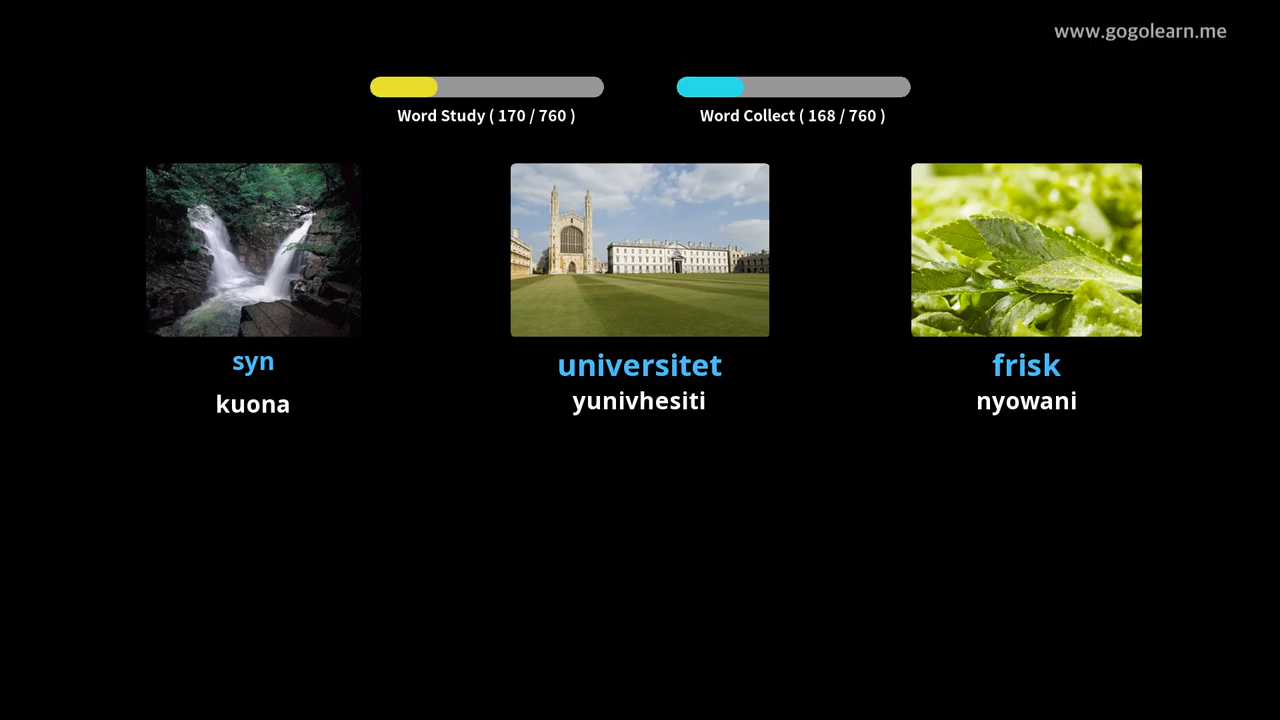 www.gogolearn.me
Word Study ( 170 / 760 )
Word Collect ( 168 / 760 )
syn
kuona
universitet
yunivhesiti
frisk
nyowani